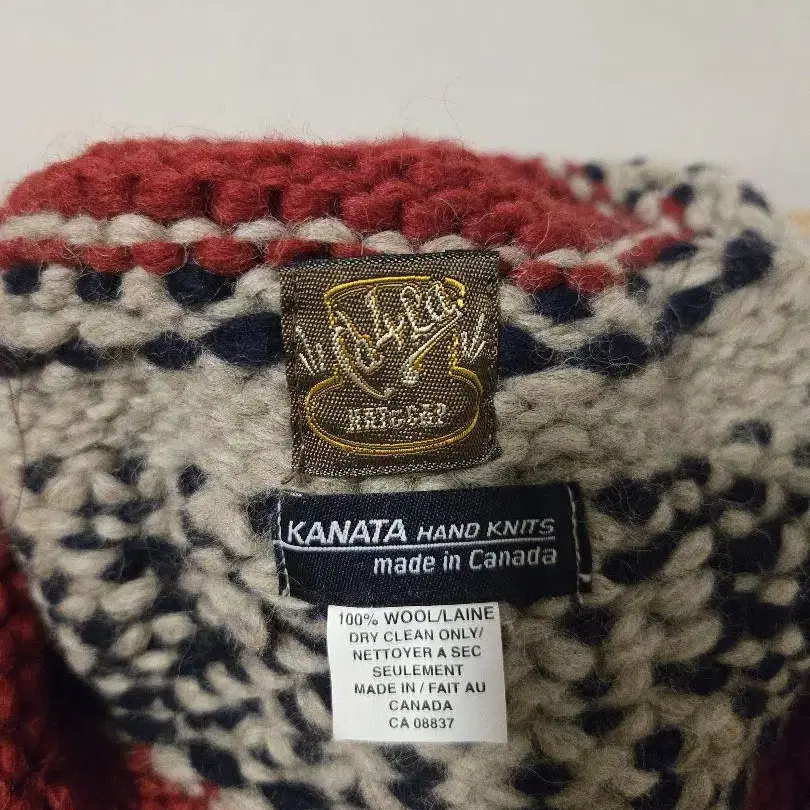 KANATA HAND KNITS
made in Canada
100% WOOL/LAINE
DRY CLEAN ONLY/
NETTOYER A SEC
SEULEMENT
MADE IN / FAIT AU
CANADA
CA 08837